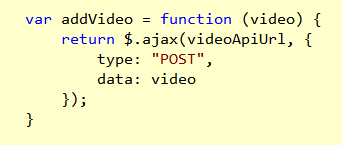 var addVideo = function (video) {
    return $.ajax(videoApiUrl, {
        type: "POST",
        data: video
    });
}